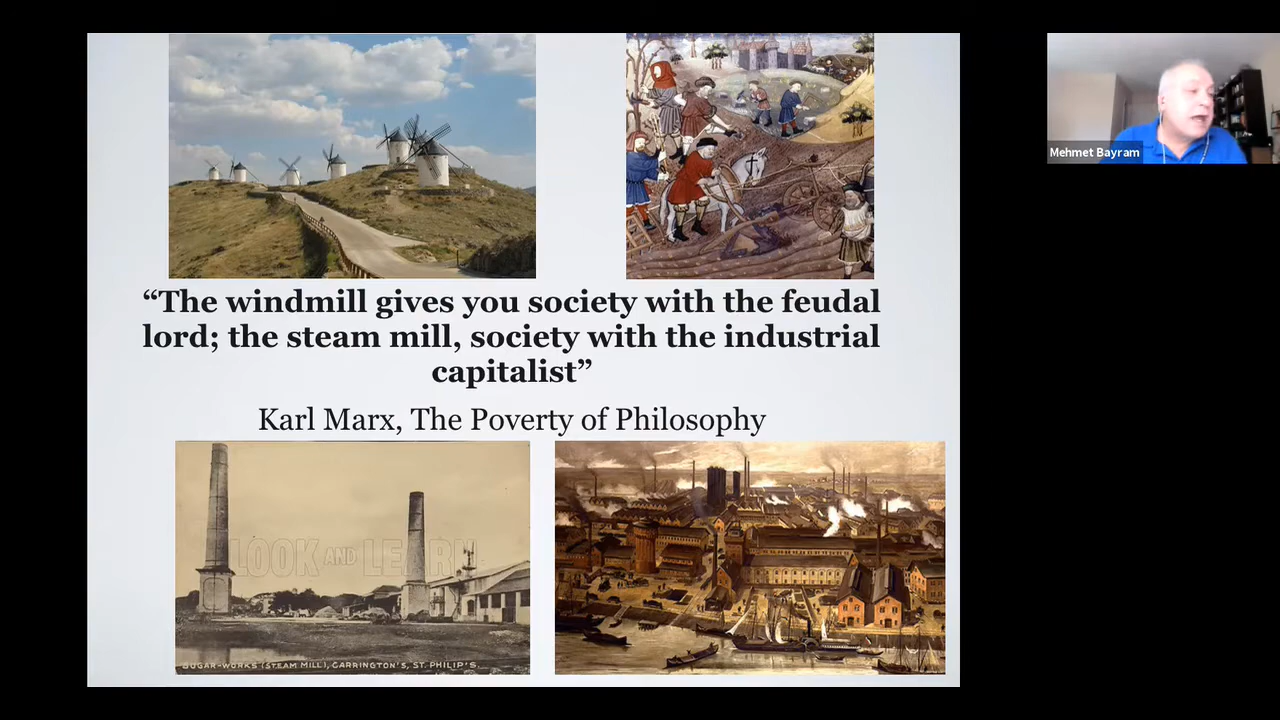 Mehmet Bayram
“The windmill gives you society with the feudal
lord; the steam mill, society with the industrial
capitalist”
Karl Marx, The Poverty of Philosophy
LOOK AND LEARN
SUGAR-WORKS (STEAM MILL), CARRINGTON'S, ST. PHILIP'S.